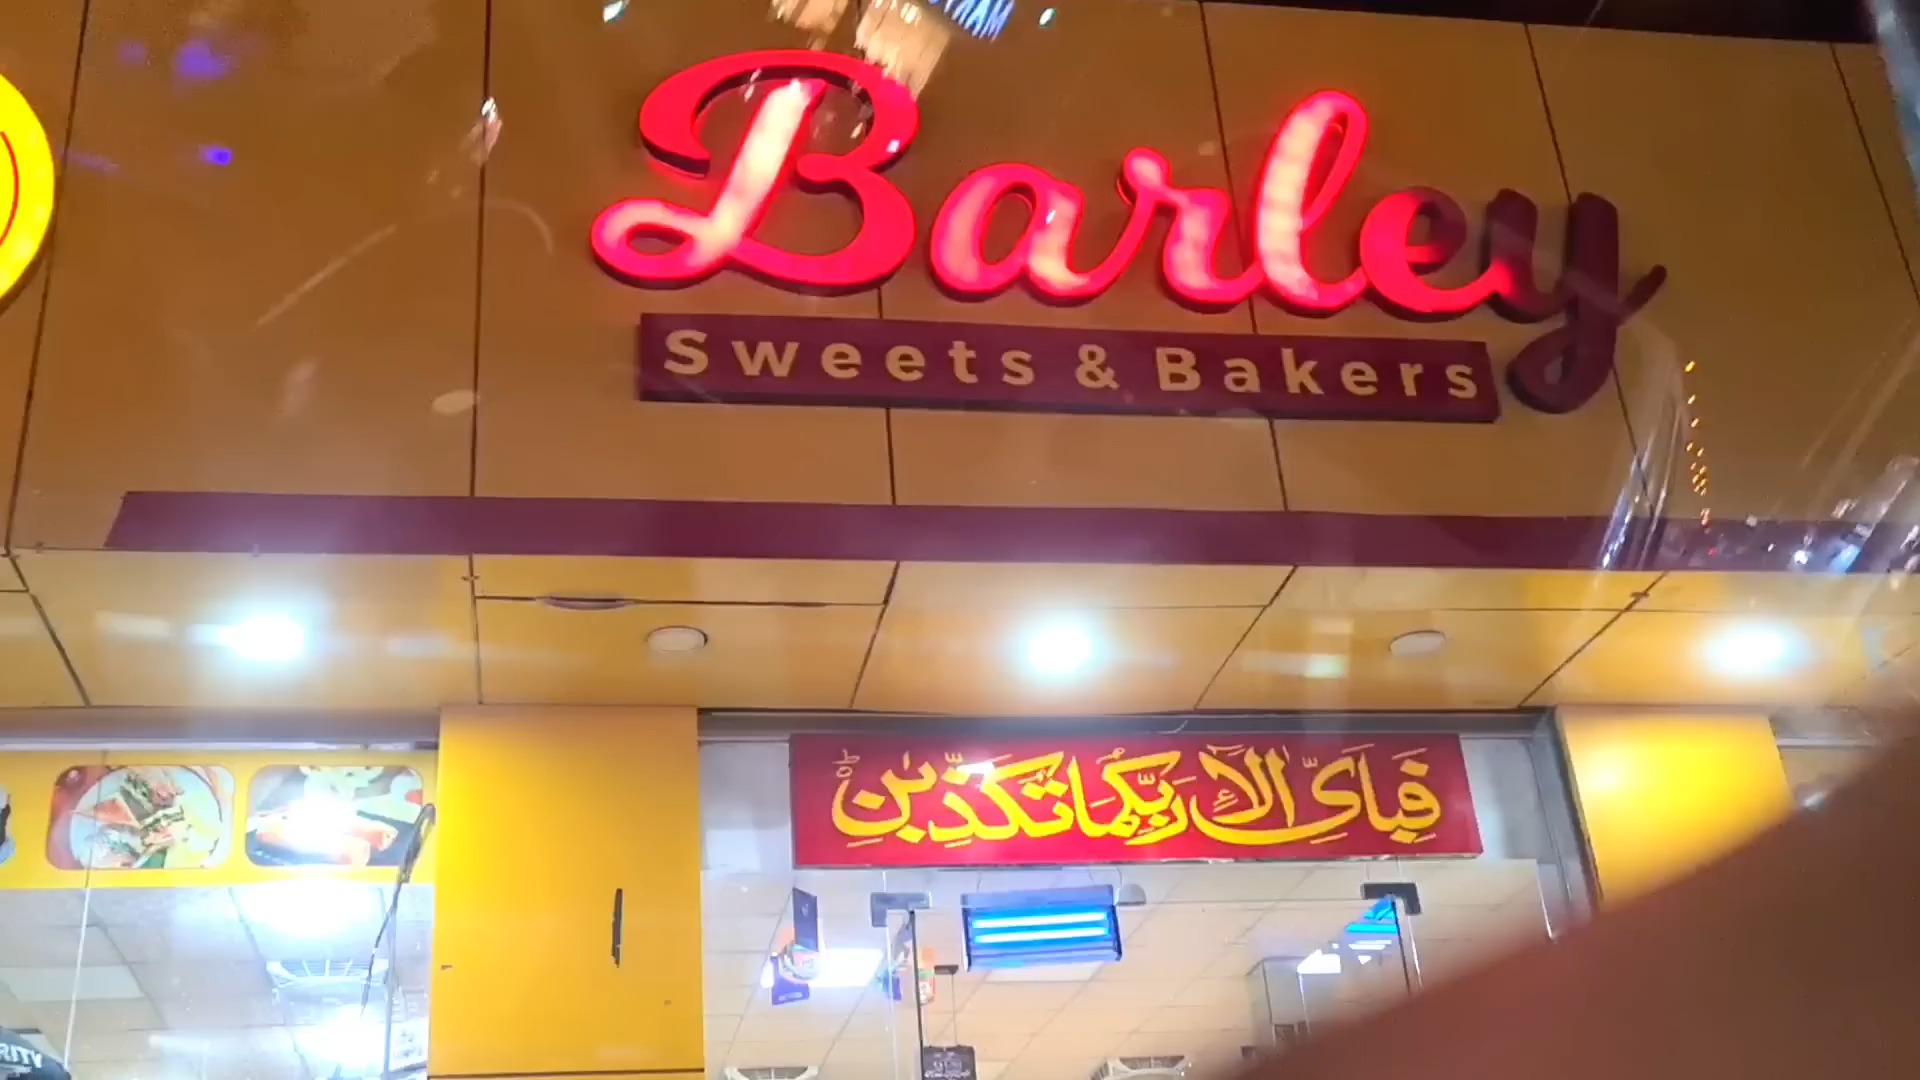 Barley
Sweets & Bakers
فَبِاَیِّ اٰلَآءِ رَبِّكُمَا تُكَذِّبٰنِ